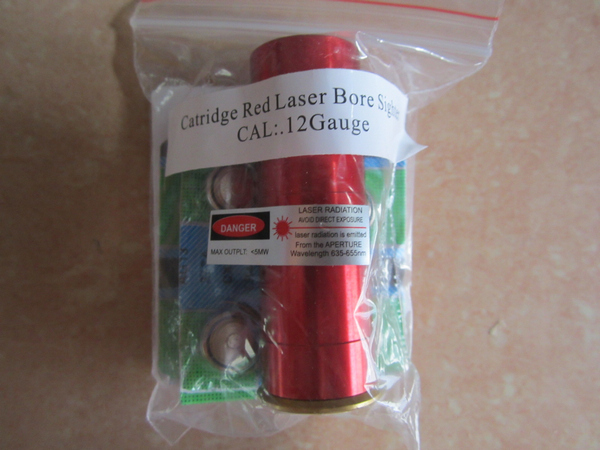 Catridge Red Laser Bore Sighter
CAL:.12Gauge
LASER RADIATION
AVOID DIRECT EXPOSURE
DANGER
laser radiation is emitted
From the APERTURE
MAX OUTPLT: <5MW
Wavelength 635-655nm